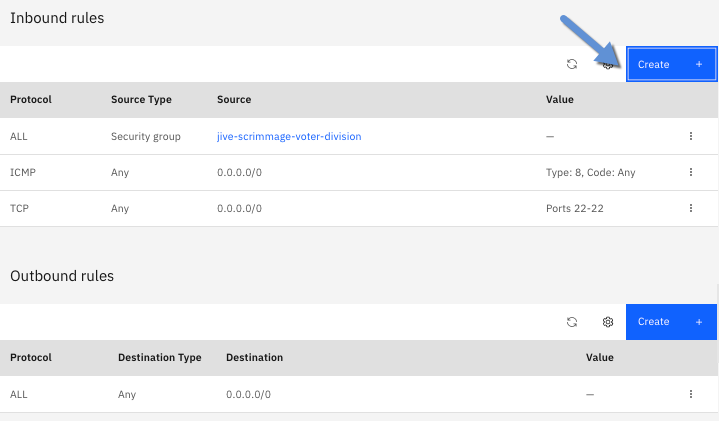 Inbound rules
Create +
Protocol Source Type Source Value
ALL Security group jive-scrimmage-voter-division —
ICMP Any 0.0.0.0/0 Type: 8, Code: Any
TCP Any 0.0.0.0/0 Ports 22-22
Outbound rules
Create +
Protocol Destination Type Destination Value
ALL Any 0.0.0.0/0 —